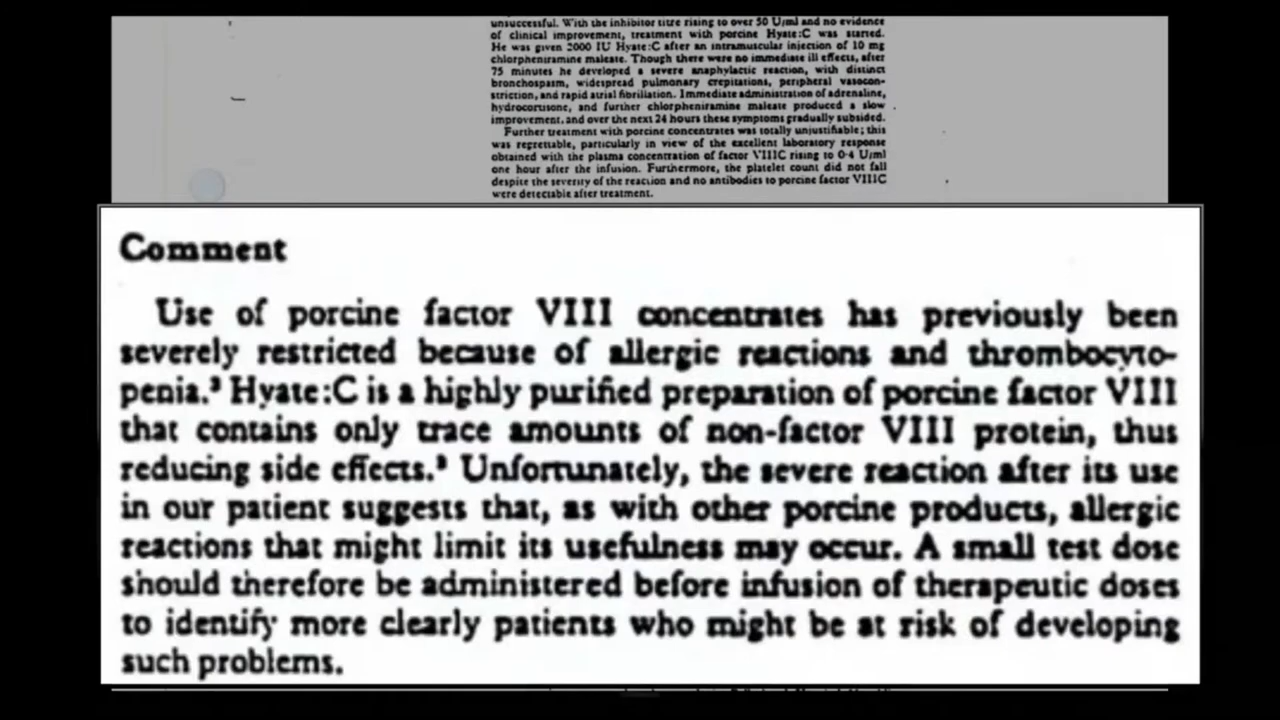 unsuccessful. With the inhibitor titre rising to over 50 U/ml and no evidence
of clinical improvement, treatment with porcine Hyate:C was started.
He was given 2000 IU Hyate:C after an intramuscular injection of 10 mg
chlorpheniramine maleate. Though there were no immediate ill effects, after
75 minutes he developed a severe anaphylactic reaction, with distinct
bronchospasm, widespread pulmonary crepitations, peripheral vasocon-
striction, and rapid atrial fibrillation. Immediate administration of adrenaline,
hydrocortisone, and further chlorpheniramine maleate produced a slow
improvement, and over the next 24 hours these symptoms gradually subsided.
Further treatment with porcine concentrates was totally unjustifiable; this
was regrettable, particularly in view of the excellent laboratory response
obtained with the plasma concentration of factor VIIIC rising to 0·4 U/ml
one hour after the infusion. Furthermore, the platelet count did not fall
despite the severity of the reaction and no antibodies to porcine factor VIIIC
were detectable after treatment.
Comment
Use of porcine factor VIII concentrates has previously been
severely restricted because of allergic reactions and thrombocyto-
penia.³ Hyate:C is a highly purified preparation of porcine factor VIII
that contains only trace amounts of non-factor VIII protein, thus
reducing side effects.³ Unfortunately, the severe reaction after its use
in our patient suggests that, as with other porcine products, allergic
reactions that might limit its usefulness may occur. A small test dose
should therefore be administered before infusion of therapeutic doses
to identify more clearly patients who might be at risk of developing
such problems.